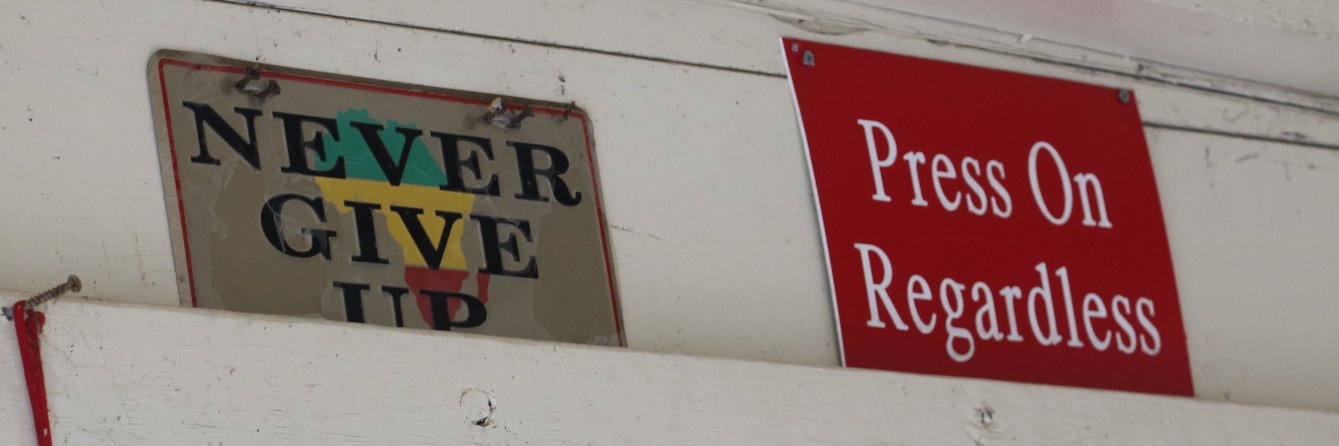 NEVER
GIVE
UP
Press On
Regardless